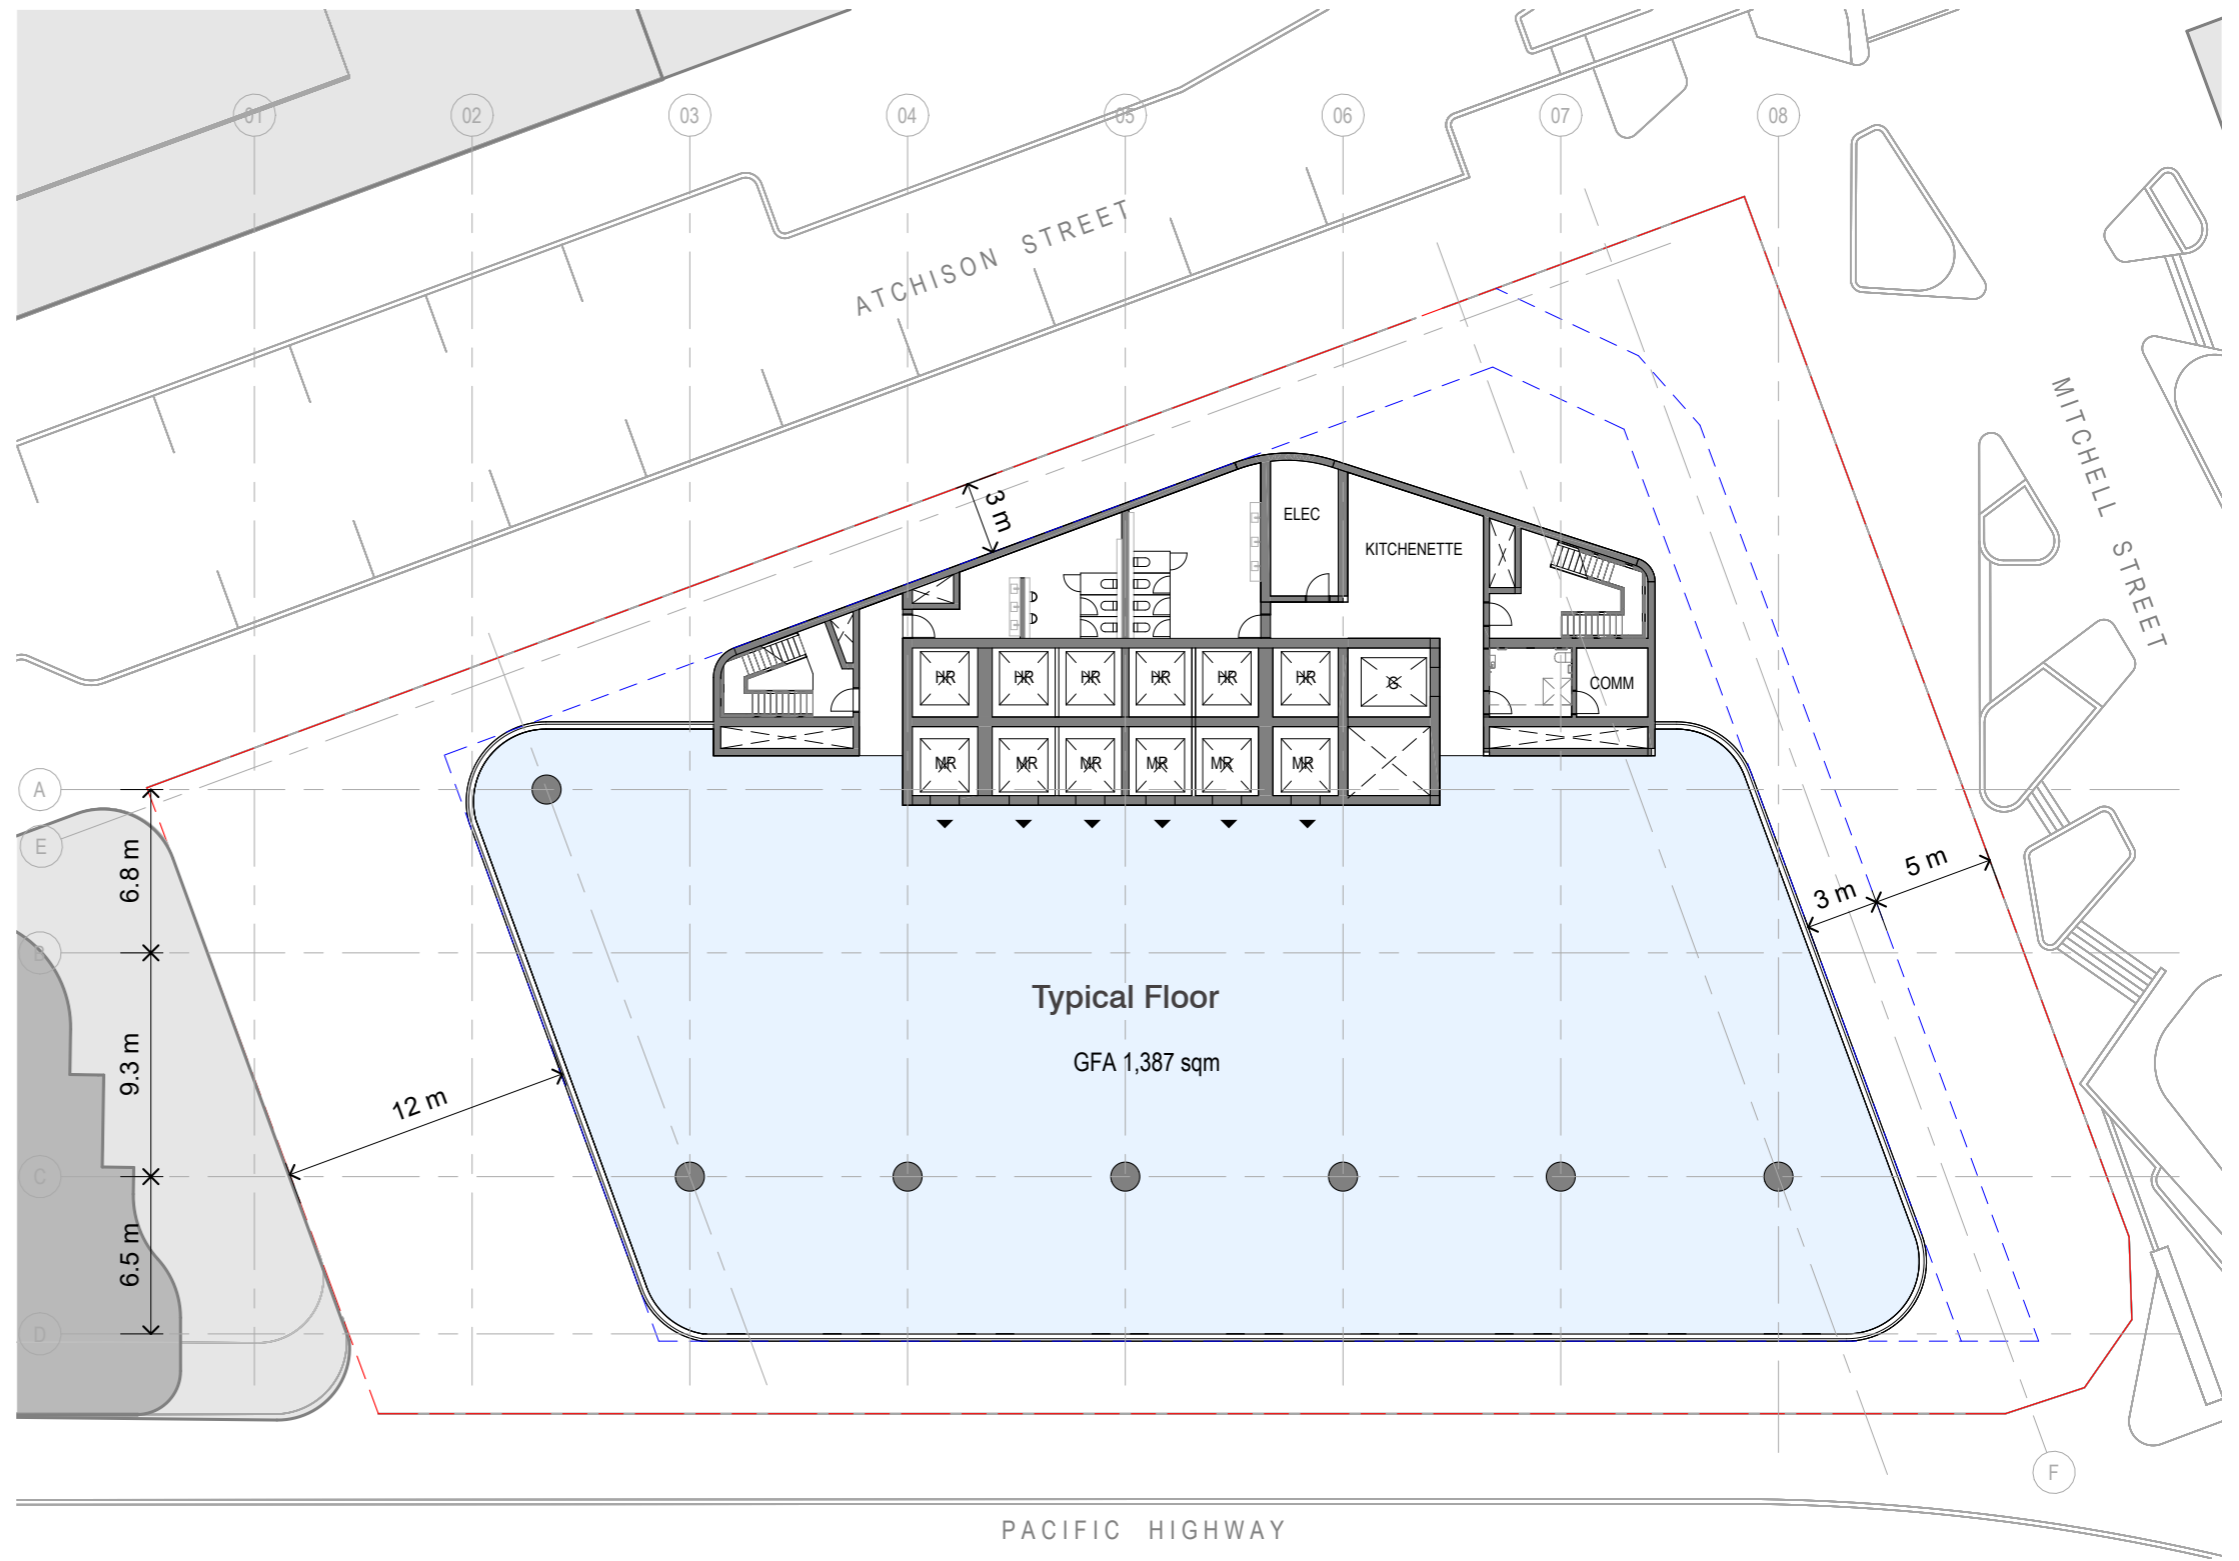 01 02 03 04 05 06 07 08
ATCHISON STREET
MITCHELL STREET
3 m
ELEC
KITCHENETTE
HR HR HR HR HR HR G
COMM
MR MR MR MR MR MR
A
E
6.8 m
5 m
3 m
B
Typical Floor
9.3 m
GFA 1,387 sqm
12 m
C
6.5 m
D
F
PACIFIC HIGHWAY